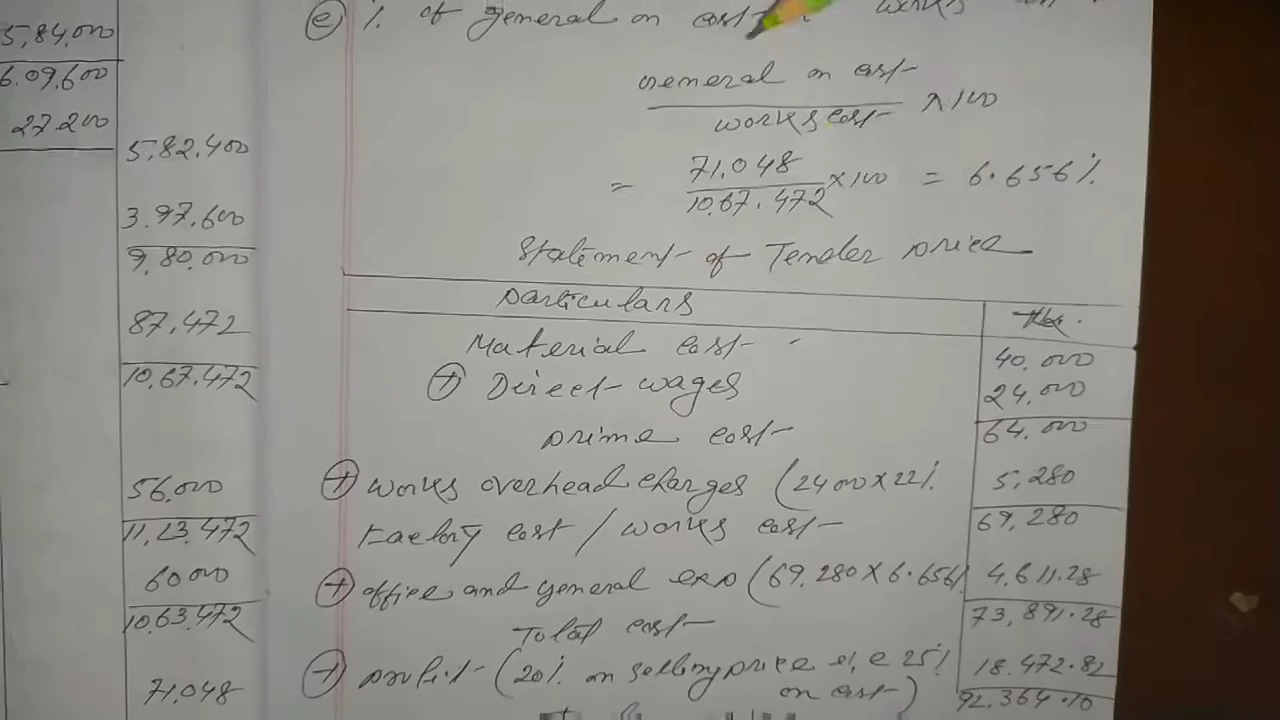 5,84,000
6,09,600
27,200
5,82,400
3,97,600
9,80,000
87,472
10,67,472
56,000
11,23,472
60000
10,63,472
71,048
(e) % of general on cost
general on cost
works cost × 100
= 71,048 / 10,67,472 × 100 = 6.656%
Statement of Tender price
Particulars Tk.
Material cost - 40,000
(+) Direct wages 24,000
prime cost 64,000
(+) works overhead charges (24000×22% 5,280
Factory cost / works cost 69,280
(+) office and general exp (69,280×6.656% 4,611.28
Total cost 73,891.28
(+) profit (20% on selling price i,e 25% 18,472.82
on cost) 92,364.10